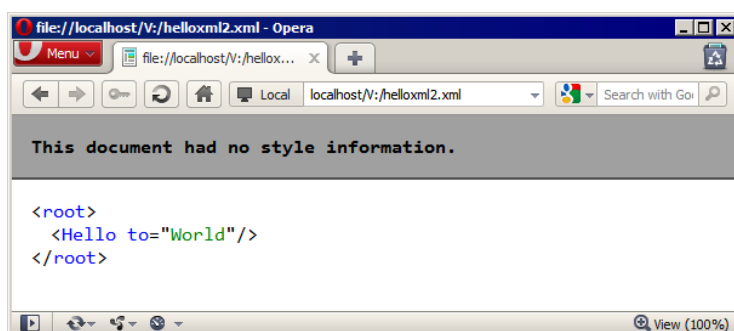 file://localhost/V:/helloxml2.xml - Opera
Menu
file://localhost/V:/hellox...
Local
localhost/V:/helloxml2.xml
Search with Goo
This document had no style information.
<root>
<Hello to="World"/>
</root>
View (100%)